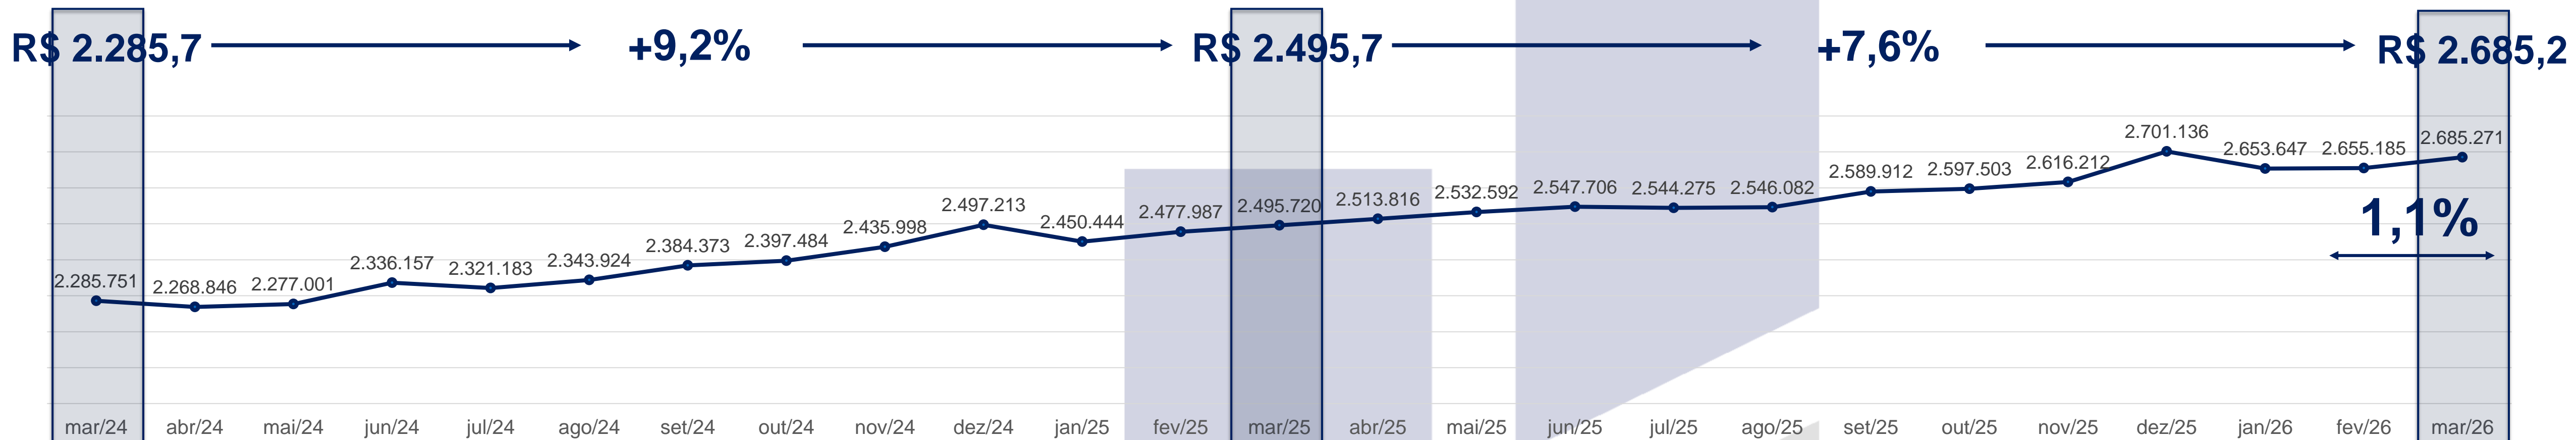 R$ 2.285,7
+9,2%
R$ 2.495,7
+7,6%
R$ 2.685,2
2.285.751
2.268.846
2.277.001
2.336.157
2.321.183
2.343.924
2.384.373
2.397.484
2.435.998
2.497.213
2.450.444
2.477.987
2.495.720
2.513.816
2.532.592
2.547.706
2.544.275
2.546.082
2.589.912
2.597.503
2.616.212
2.701.136
2.653.647
2.655.185
2.685.271
1,1%
mar/24
abr/24
mai/24
jun/24
jul/24
ago/24
set/24
out/24
nov/24
dez/24
jan/25
fev/25
mar/25
abr/25
mai/25
jun/25
jul/25
ago/25
set/25
out/25
nov/25
dez/25
jan/26
fev/26
mar/26